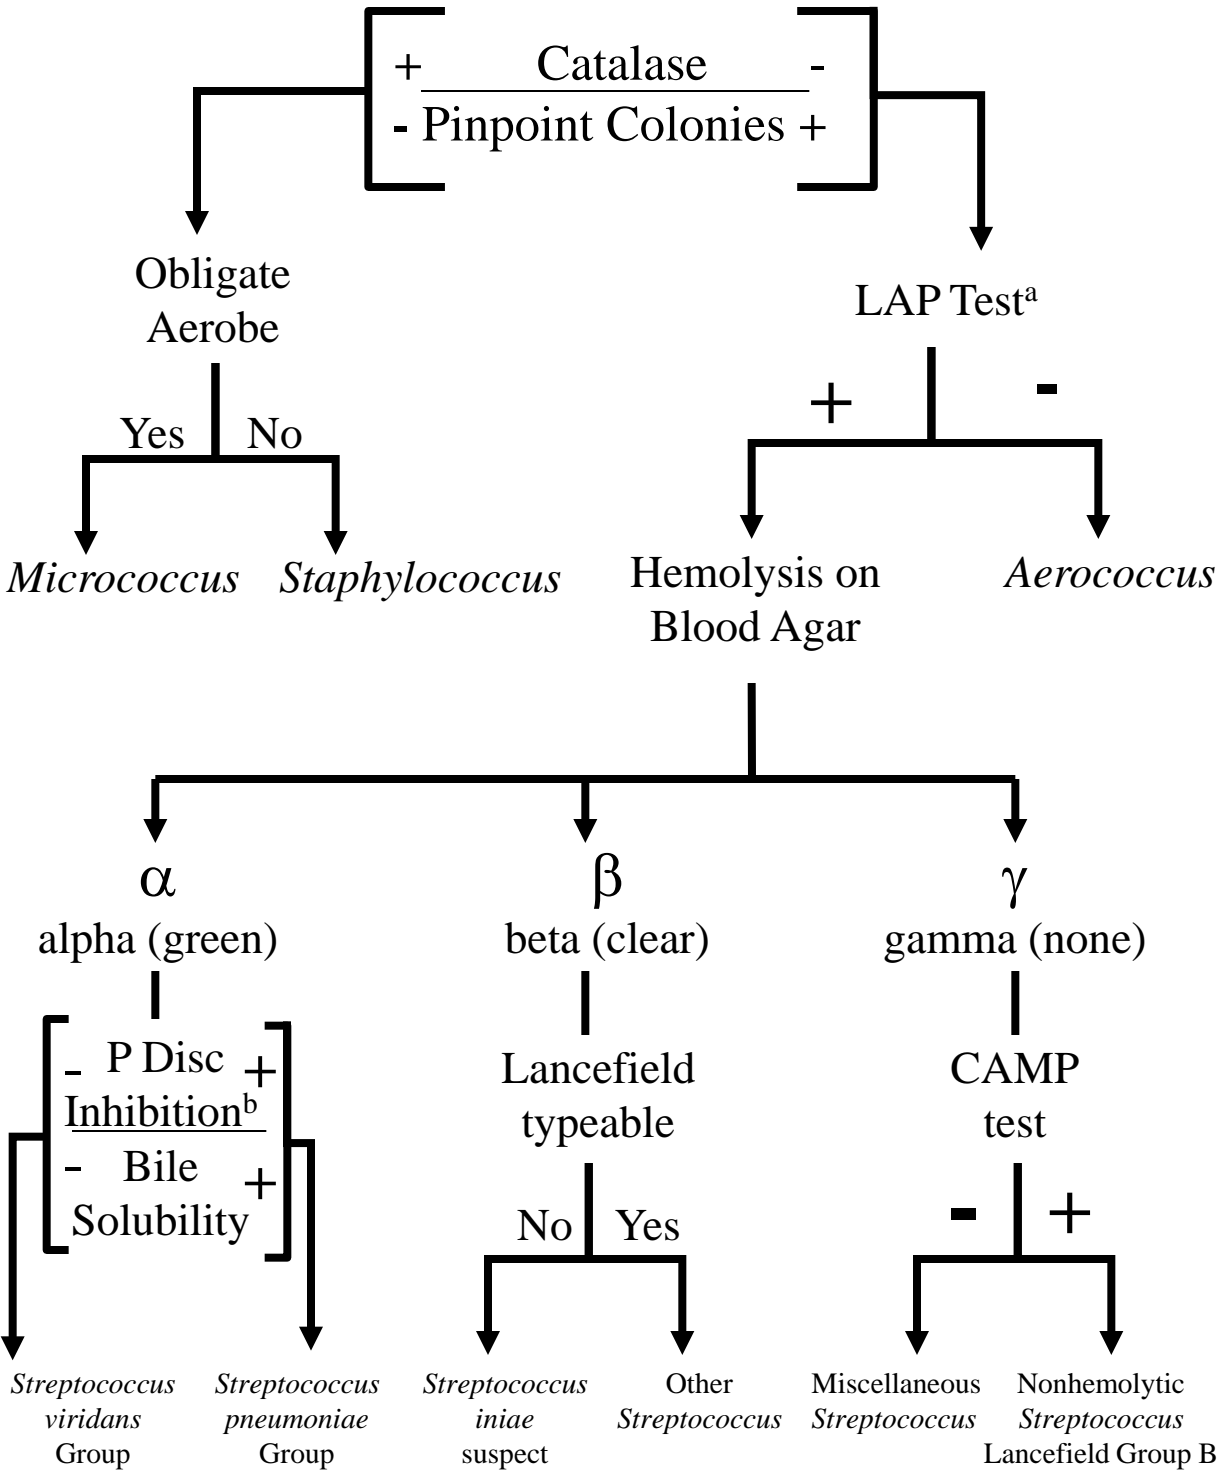 + Catalase -
- Pinpoint Colonies +
Obligate
Aerobe
LAP Testᵃ
+ -
Yes No
Micrococcus Staphylococcus
Hemolysis on
Blood Agar
Aerococcus
α β γ
alpha (green) beta (clear) gamma (none)
- P Disc +
Inhibitionᵇ
- Bile +
Solubility
Lancefield
typeable
CAMP
test
No Yes
- +
Streptococcus
viridans
Group
Streptococcus
pneumoniae
Group
Streptococcus
iniae
suspect
Other
Streptococcus
Miscellaneous
Streptococcus
Nonhemolytic
Streptococcus
Lancefield Group B